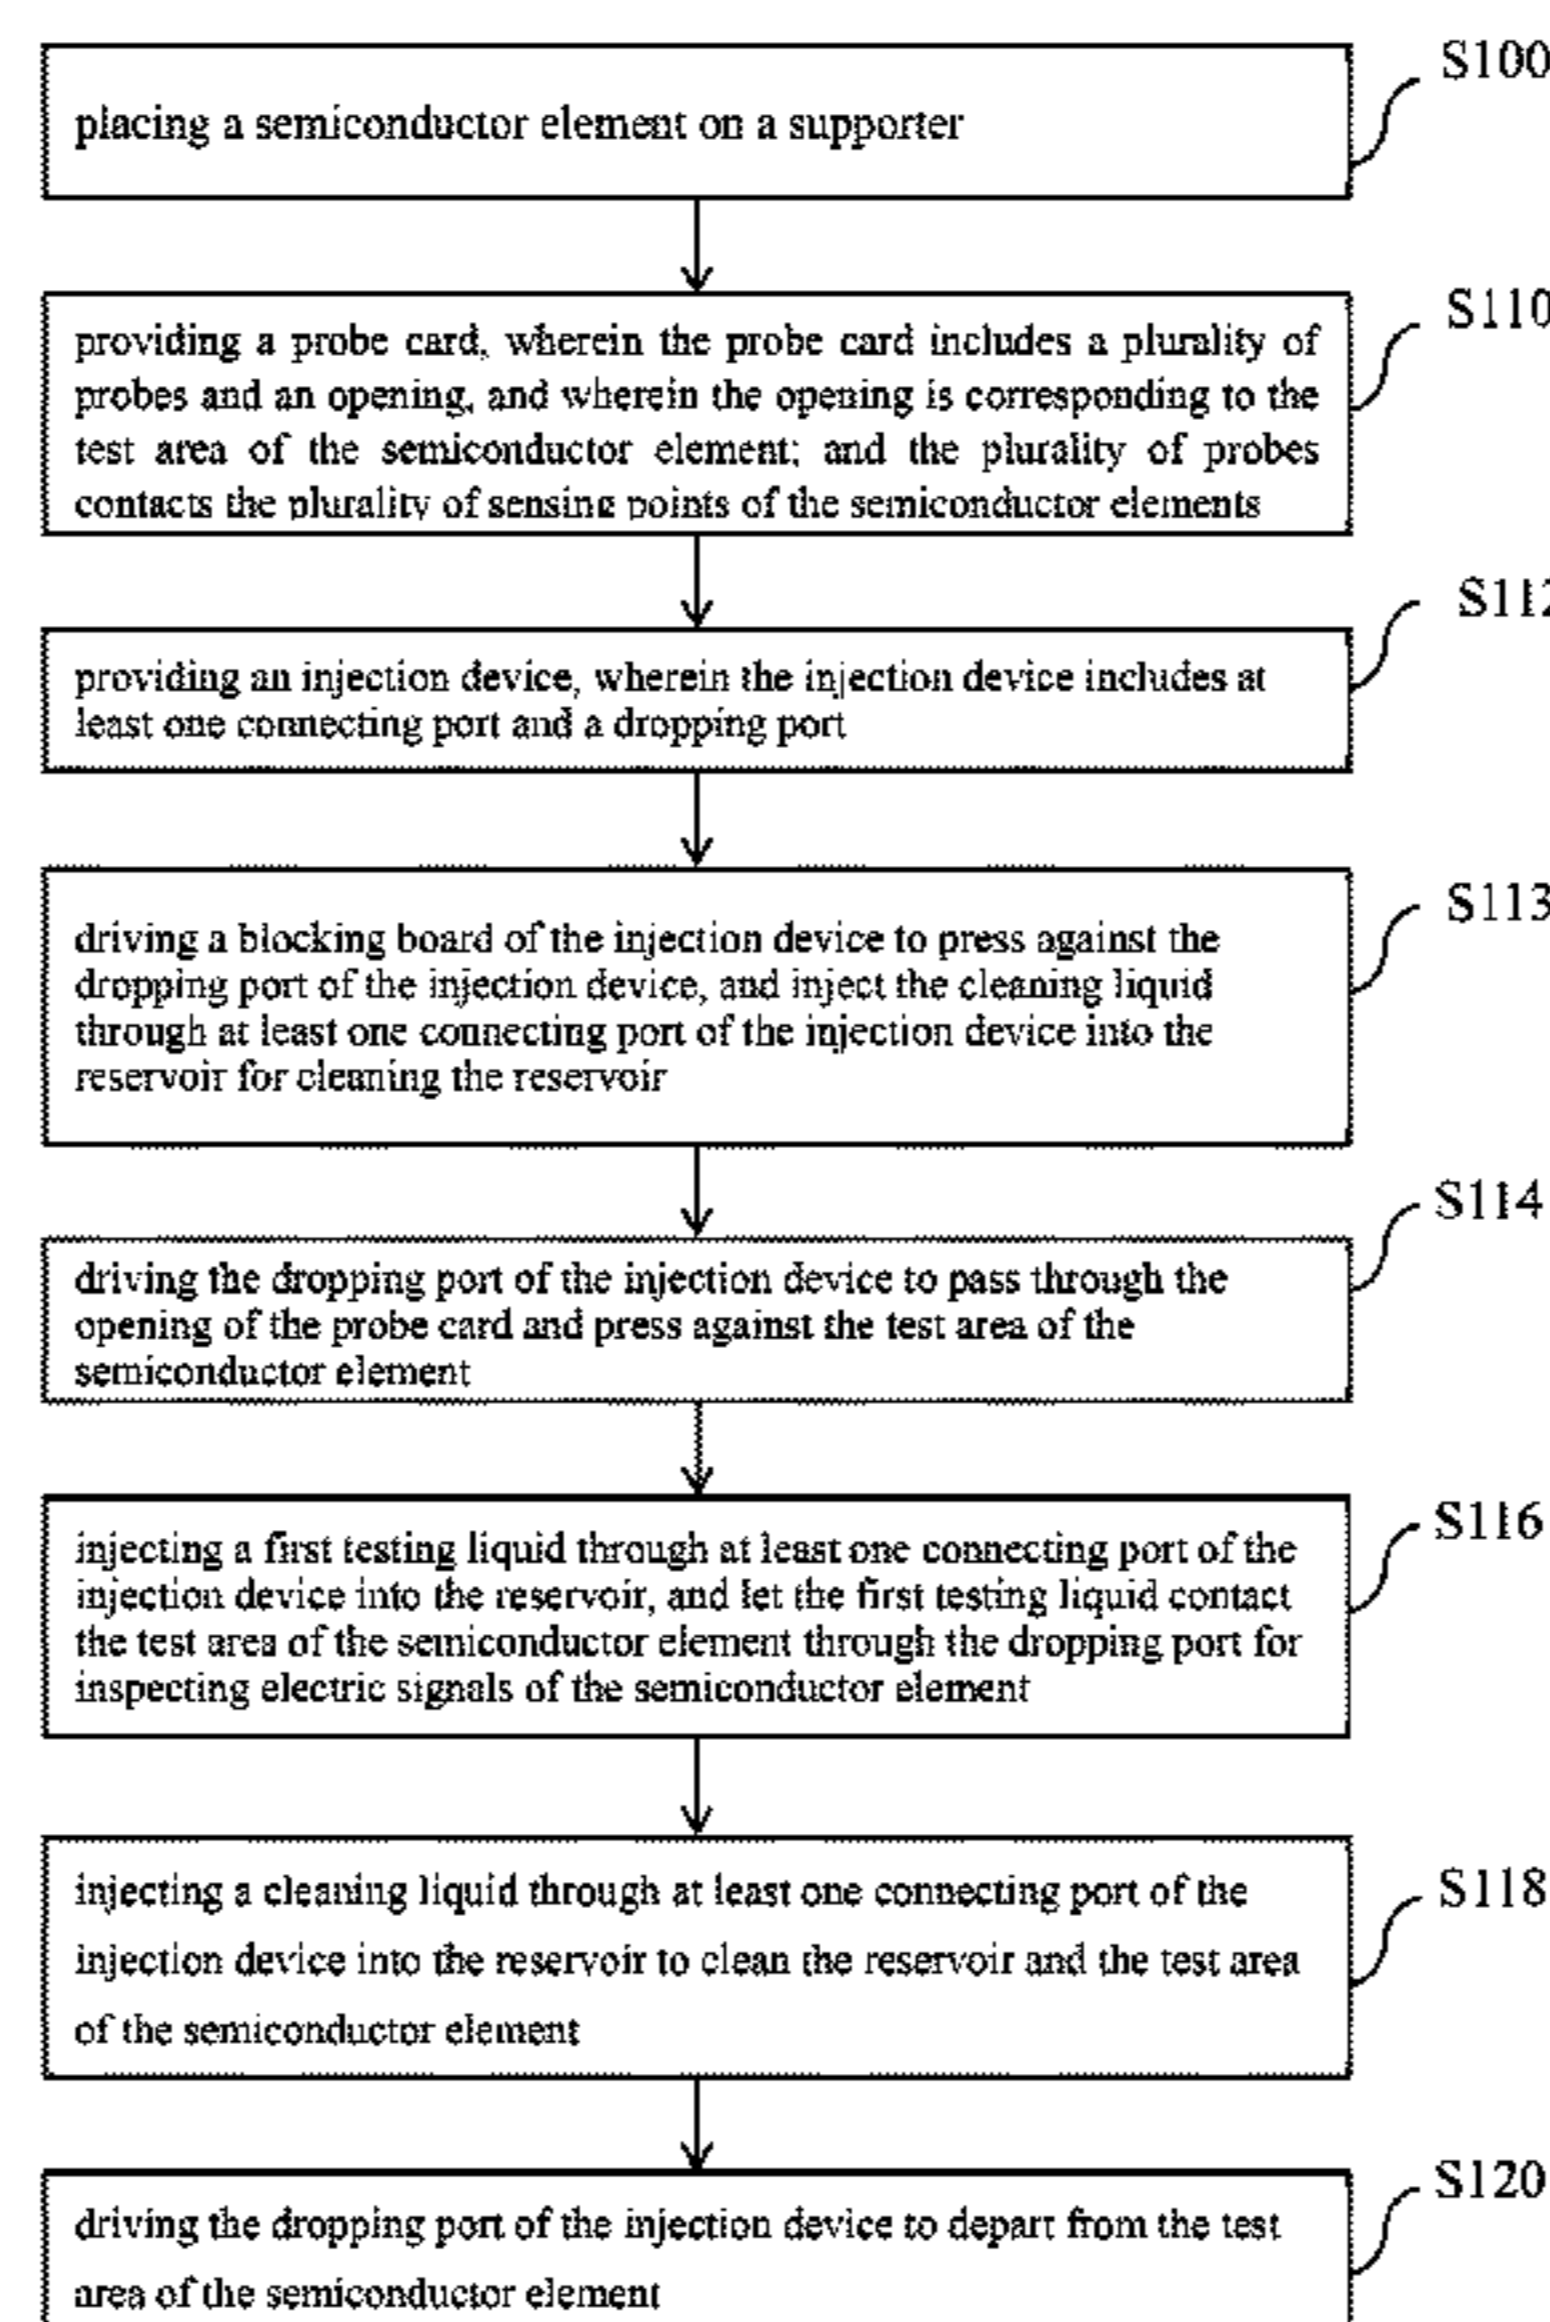 S100
placing a semiconductor element on a supporter
S110
providing a probe card, wherein the probe card includes a plurality of
probes and an opening, and wherein the opening is corresponding to the
test area of the semiconductor element; and the plurality of probes
contacts the plurality of sensing points of the semiconductor elements
S112
providing an injection device, wherein the injection device includes at
least one connecting port and a dropping port
S113
driving a blocking board of the injection device to press against the
dropping port of the injection device, and inject the cleaning liquid
through at least one connecting port of the injection device into the
reservoir for cleaning the reservoir
S114
driving the dropping port of the injection device to pass through the
opening of the probe card and press against the test area of the
semiconductor element
S116
injecting a first testing liquid through at least one connecting port of the
injection device into the reservoir, and let the first testing liquid contact
the test area of the semiconductor element through the dropping port for
inspecting electric signals of the semiconductor element
S118
injecting a cleaning liquid through at least one connecting port of the
injection device into the reservoir to clean the reservoir and the test area
of the semiconductor element
S120
driving the dropping port of the injection device to depart from the test
area of the semiconductor element